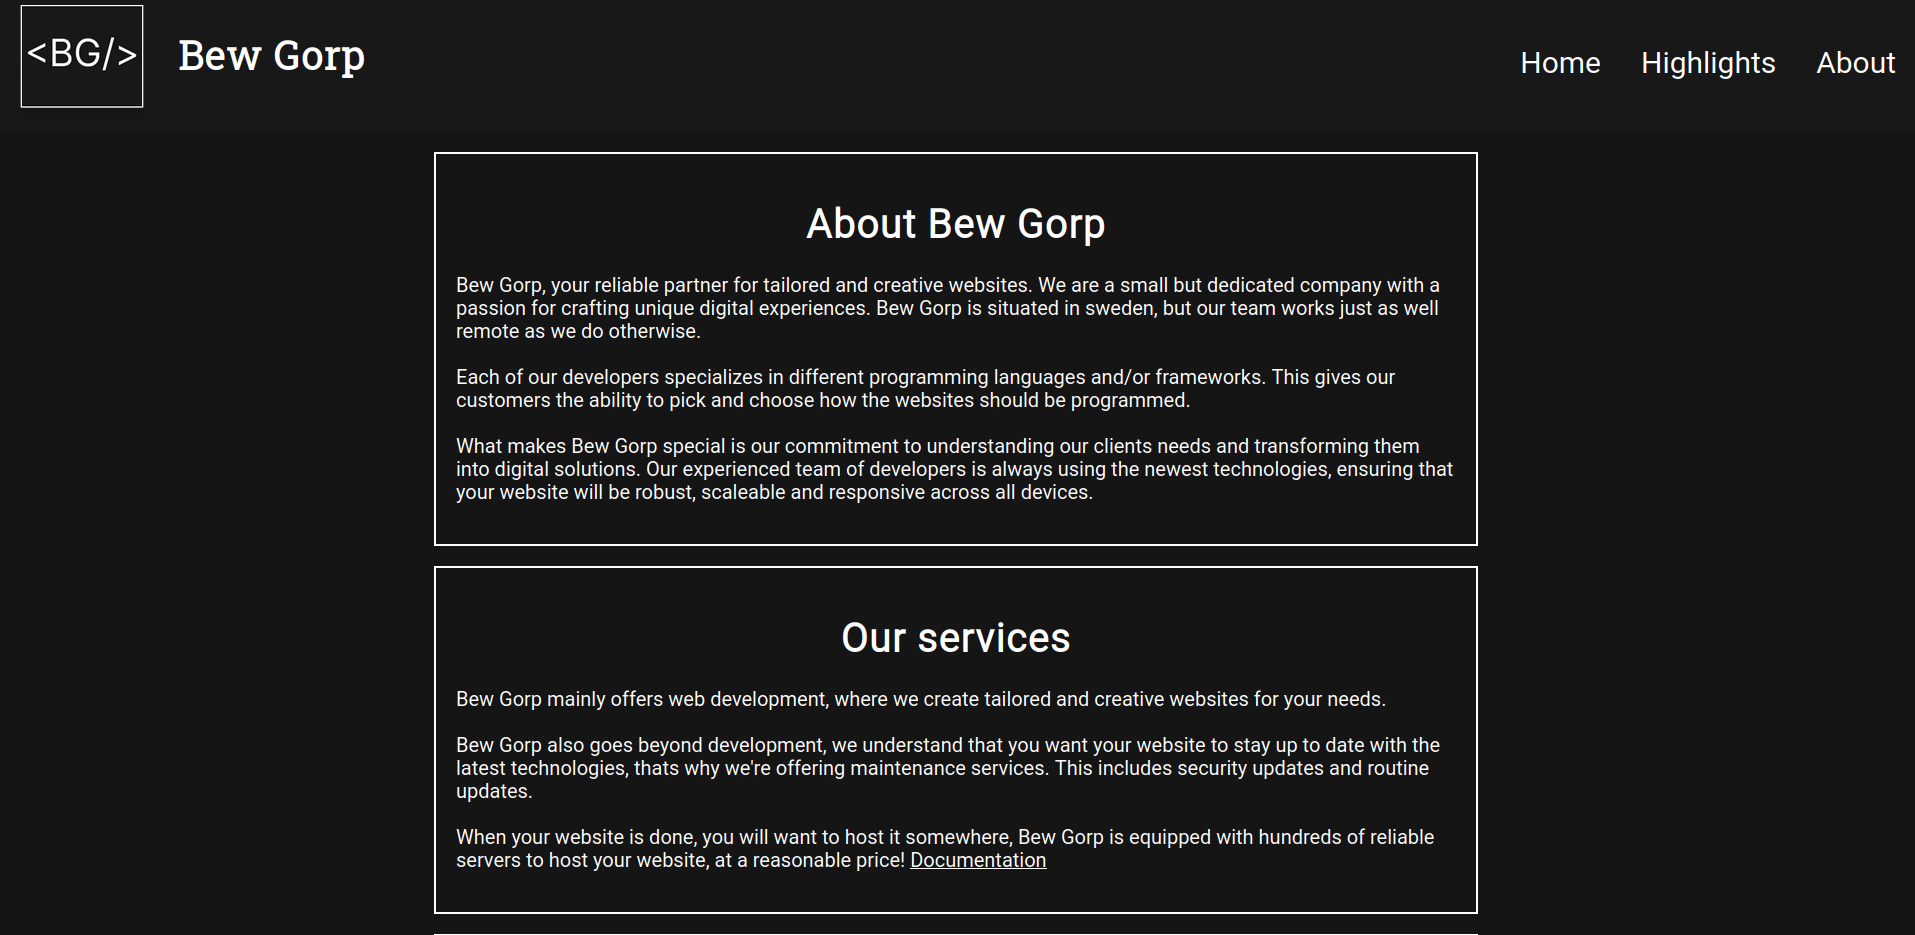 <BG/>
Bew Gorp
Home Highlights About
About Bew Gorp
Bew Gorp, your reliable partner for tailored and creative websites. We are a small but dedicated company with a
passion for crafting unique digital experiences. Bew Gorp is situated in sweden, but our team works just as well
remote as we do otherwise.
Each of our developers specializes in different programming languages and/or frameworks. This gives our
customers the ability to pick and choose how the websites should be programmed.
What makes Bew Gorp special is our commitment to understanding our clients needs and transforming them
into digital solutions. Our experienced team of developers is always using the newest technologies, ensuring that
your website will be robust, scaleable and responsive across all devices.
Our services
Bew Gorp mainly offers web development, where we create tailored and creative websites for your needs.
Bew Gorp also goes beyond development, we understand that you want your website to stay up to date with the
latest technologies, thats why we're offering maintenance services. This includes security updates and routine
updates.
When your website is done, you will want to host it somewhere, Bew Gorp is equipped with hundreds of reliable
servers to host your website, at a reasonable price! Documentation